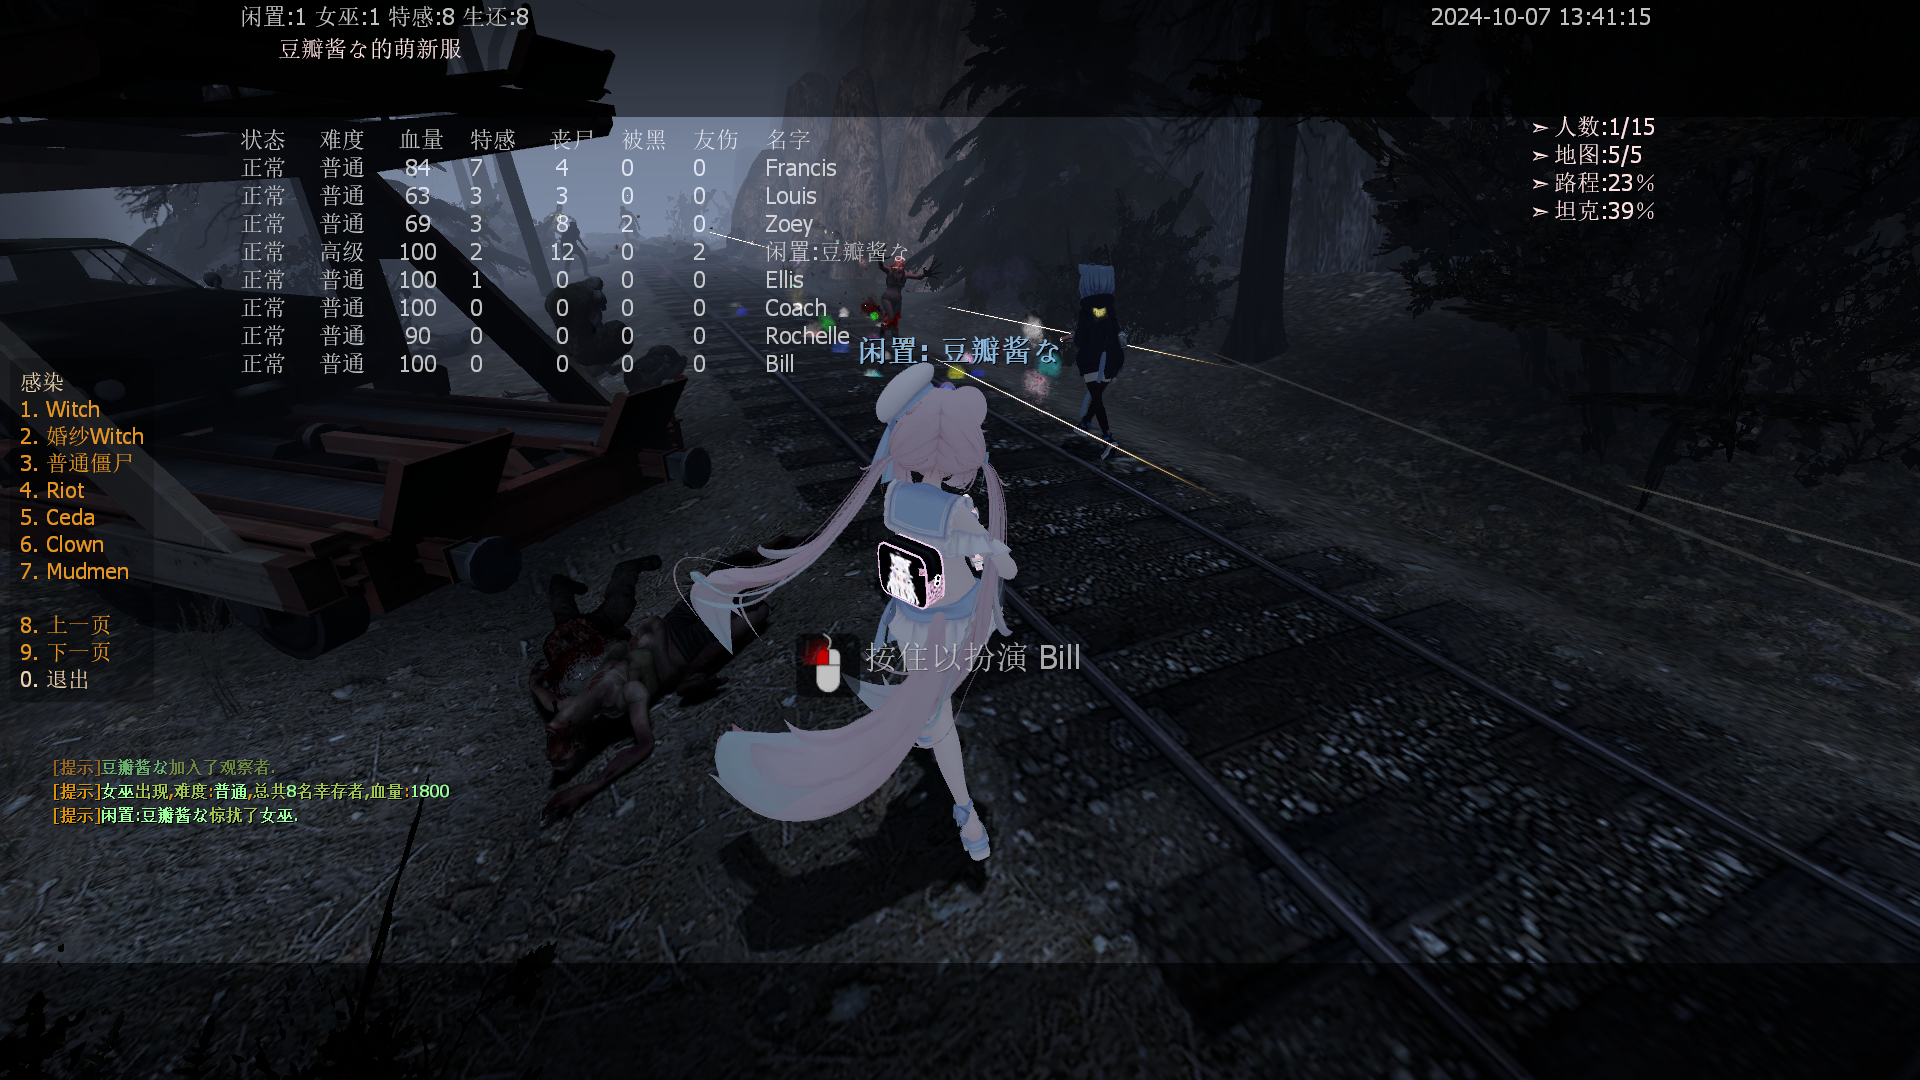 闲置:1 女巫:1 特感:8 生还:8
豆瓣酱な的萌新服
2024-10-07 13:41:15
➣ 人数:1/15
➣ 地图:5/5
➣ 路程:23%
➣ 坦克:39%
状态 难度 血量 特感 丧尸 被黑 友伤 名字
正常 普通 84 7 4 0 0 Francis
正常 普通 63 3 3 0 0 Louis
正常 普通 69 3 8 2 0 Zoey
正常 高级 100 2 12 0 2 闲置:豆瓣酱な
正常 普通 100 1 0 0 0 Ellis
正常 普通 100 0 0 0 0 Coach
正常 普通 90 0 0 0 0 Rochelle
正常 普通 100 0 0 0 0 Bill
闲置: 豆瓣酱な
感染
1. Witch
2. 婚纱Witch
3. 普通僵尸
4. Riot
5. Ceda
6. Clown
7. Mudmen
8. 上一页
9. 下一页
0. 退出
按住以扮演 Bill
[提示]豆瓣酱な加入了观察者.
[提示]女巫出现,难度:普通,总共8名幸存者,血量:1800
[提示]闲置:豆瓣酱な惊扰了女巫.